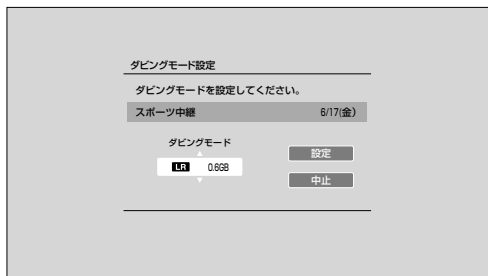 ダビングモード設定
ダビングモードを設定してください。
スポーツ中継 6/17(金)
ダビングモード
LR 0.6GB
設定
中止